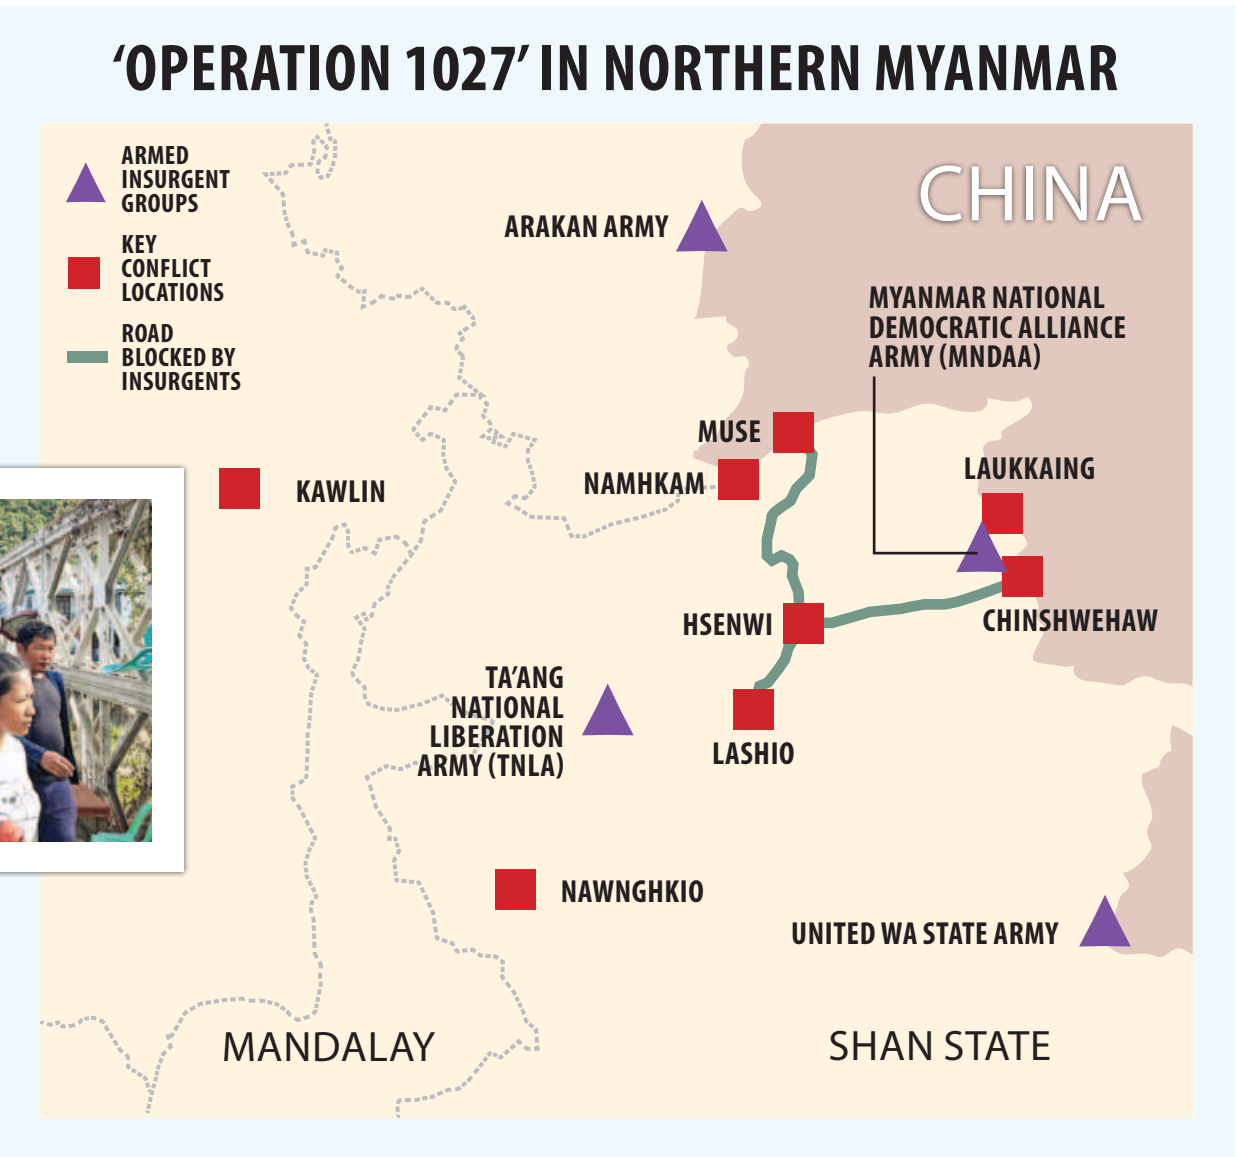 ‘OPERATION 1027’ IN NORTHERN MYANMAR
ARMED
INSURGENT
GROUPS
KEY
CONFLICT
LOCATIONS
ROAD
BLOCKED BY
INSURGENTS
CHINA
ARAKAN ARMY
MYANMAR NATIONAL
DEMOCRATIC ALLIANCE
ARMY (MNDAA)
MUSE
NAMHKAM
LAUKKAING
KAWLIN
CHINSHWEHAW
HSENWI
TA’ANG
NATIONAL
LIBERATION
ARMY (TNLA)
LASHIO
NAWNGHKIO
UNITED WA STATE ARMY
MANDALAY
SHAN STATE